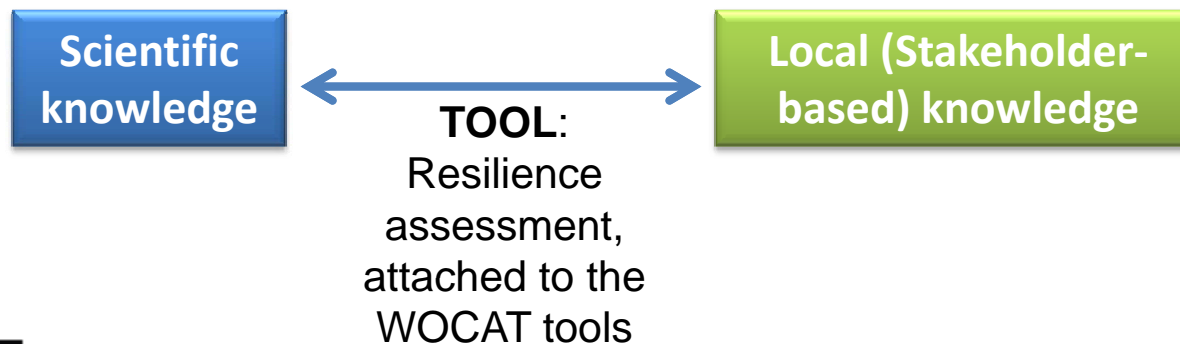 Scientific
knowledge
Local (Stakeholder-
based) knowledge
TOOL:
Resilience
assessment,
attached to the
WOCAT tools